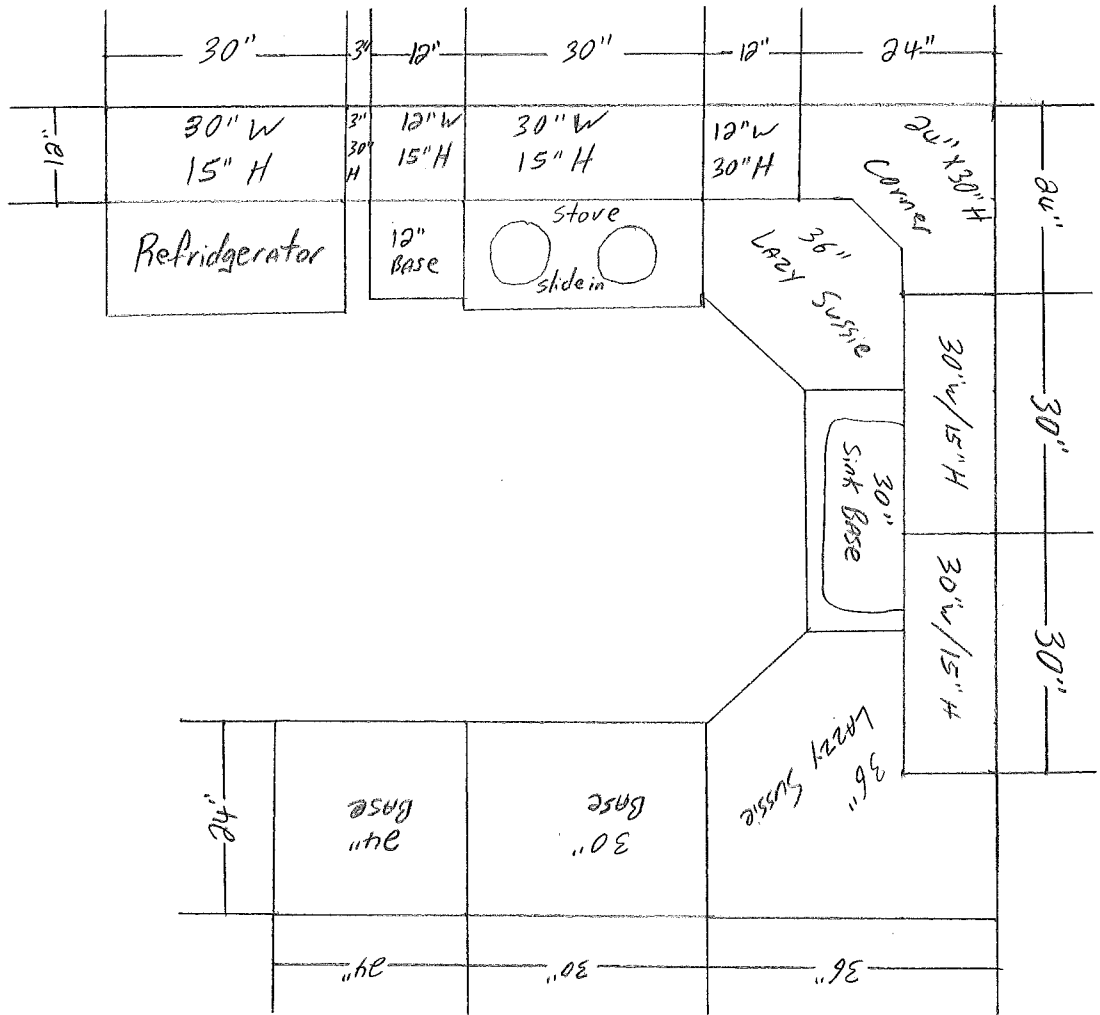 30" 3" 12" 30" 12" 24"
12"
30" W
15" H
3"
30"
H
12" W
15" H
30" W
15" H
12" W
30" H
24" X 30" H
Corner
24"
Refridgerator
12"
BASE
Stove
slide in
36"
LAZY Sussie
30" W/15" H
30"
30"
Sink BASE
30" W/15" H
30"
36"
LAZZY Sussie
24"
24"
BASE
30"
BASE
24" 30" 36"